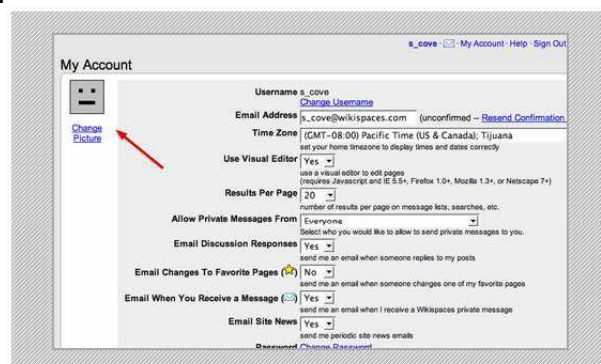 s_cove · My Account · Help · Sign Out
My Account
Change
Picture
Username s_cove
Change Username
Email Address s_cove@wikispaces.com (unconfirmed -- Resend Confirmation
Time Zone (GMT-08:00) Pacific Time (US & Canada); Tijuana
set your home timezone to display times and dates correctly
Use Visual Editor Yes
use a visual editor to edit pages
(requires Javascript and IE 5.5+, Firefox 1.0+, Mozilla 1.3+, or Netscape 7+)
Results Per Page 20
number of results per page on message lists, searches, etc.
Allow Private Messages From Everyone
Select who you would like to allow to send private messages to you.
Email Discussion Responses Yes
send me an email when someone replies to my posts
Email Changes To Favorite Pages ( ) No
send me an email when someone changes one of my favorite pages
Email When You Receive a Message ( ) Yes
send me an email when I receive a Wikispaces private message
Email Site News Yes
send me periodic site news emails
Password Change Password